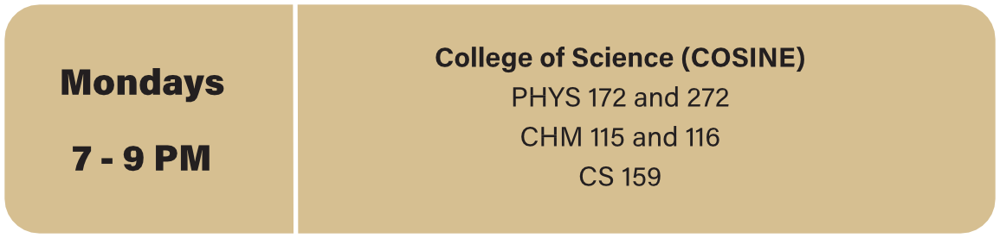 Mondays
7 - 9 PM
College of Science (COSINE)
PHYS 172 and 272
CHM 115 and 116
CS 159